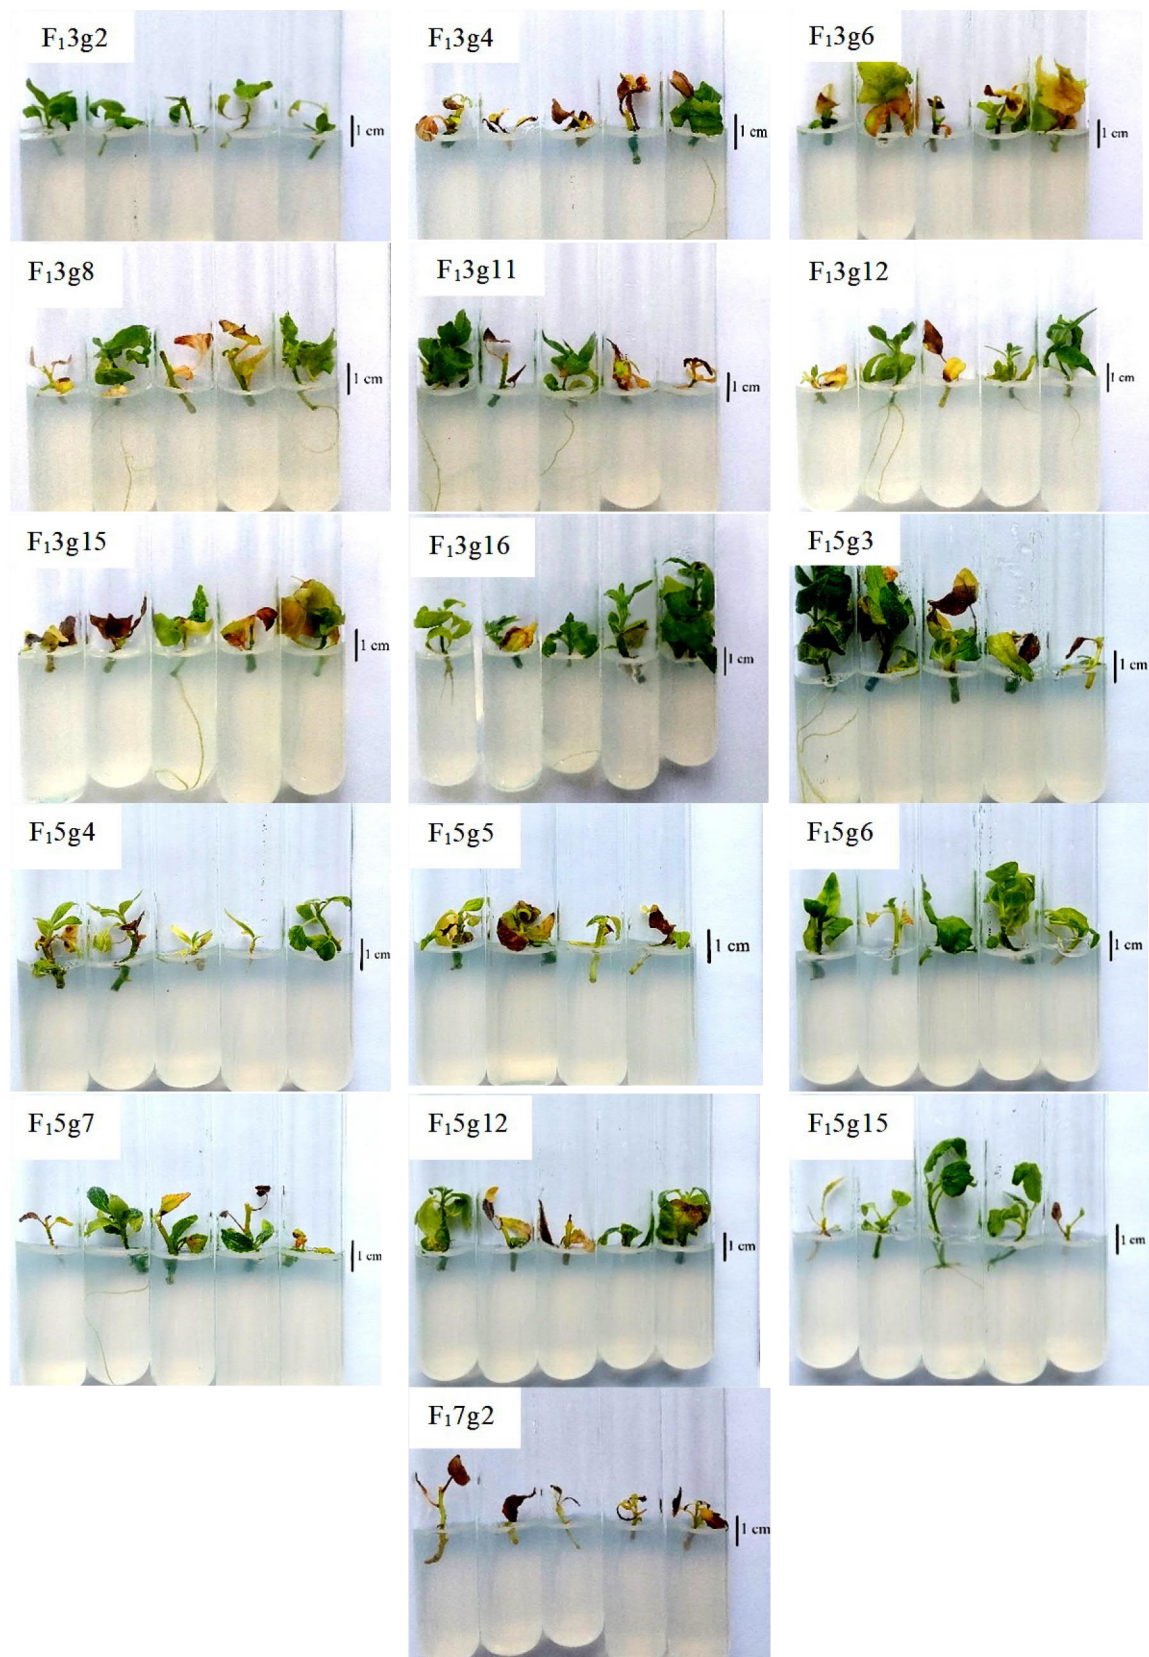 F₁3g2
1 cm
F₁3g4
1 cm
F₁3g6
1 cm
F₁3g8
1 cm
F₁3g11
1 cm
F₁3g12
1 cm
F₁3g15
1 cm
F₁3g16
1 cm
F₁5g3
1 cm
F₁5g4
1 cm
F₁5g5
1 cm
F₁5g6
1 cm
F₁5g7
1 cm
F₁5g12
1 cm
F₁5g15
1 cm
F₁7g2
1 cm